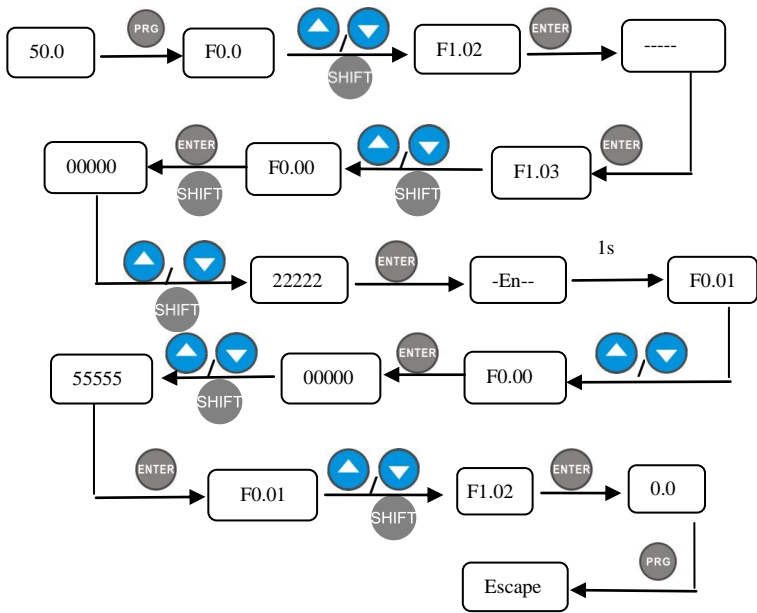 50.0
PRG
F0.0
/
SHIFT
F1.02
ENTER
-----
00000
ENTER
SHIFT
F0.00
/
SHIFT
F1.03
ENTER
/
SHIFT
22222
ENTER
-En--
1s
F0.01
55555
/
SHIFT
00000
ENTER
F0.00
/
ENTER
F0.01
/
SHIFT
F1.02
ENTER
0.0
PRG
Escape